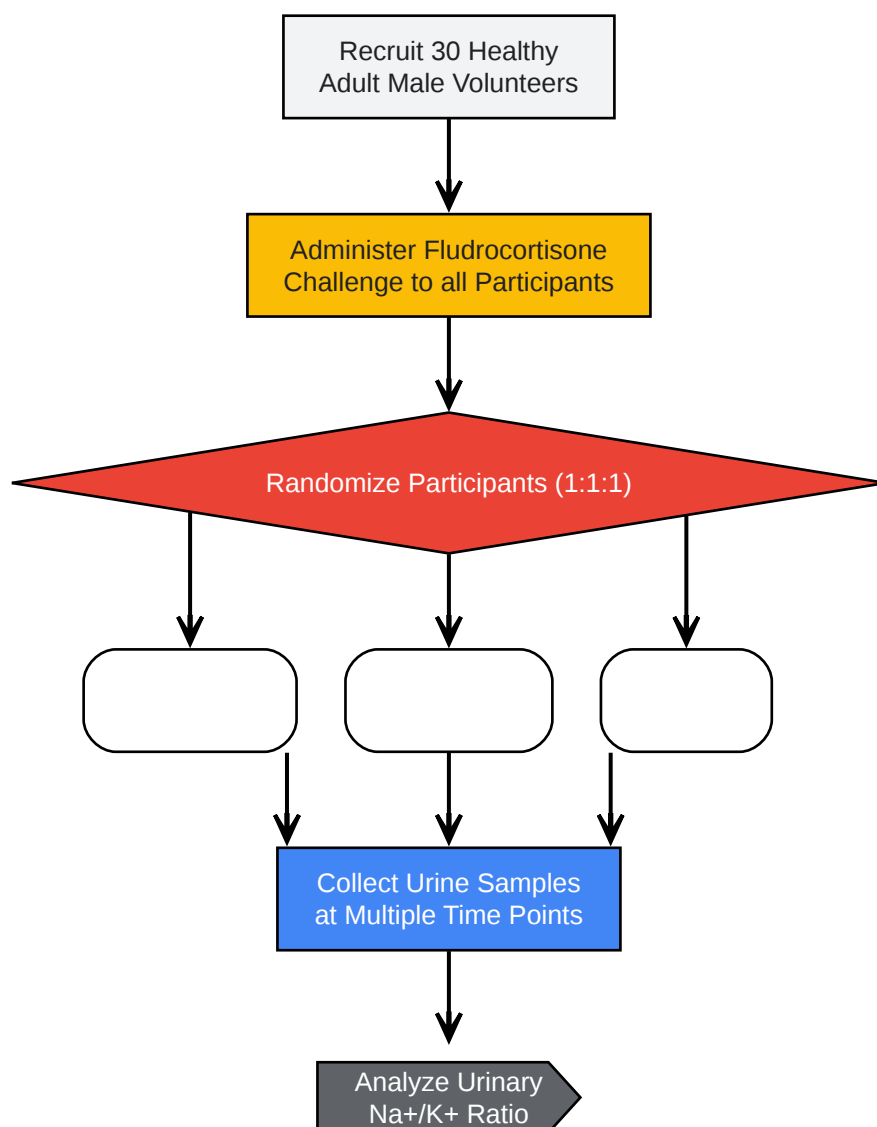 Recruit 30 Healthy
Adult Male Volunteers
Administer Fludrocortisone
Challenge to all Participants
Randomize Participants (1:1:1)
Collect Urine Samples
at Multiple Time Points
Analyze Urinary
Na+/K+ Ratio